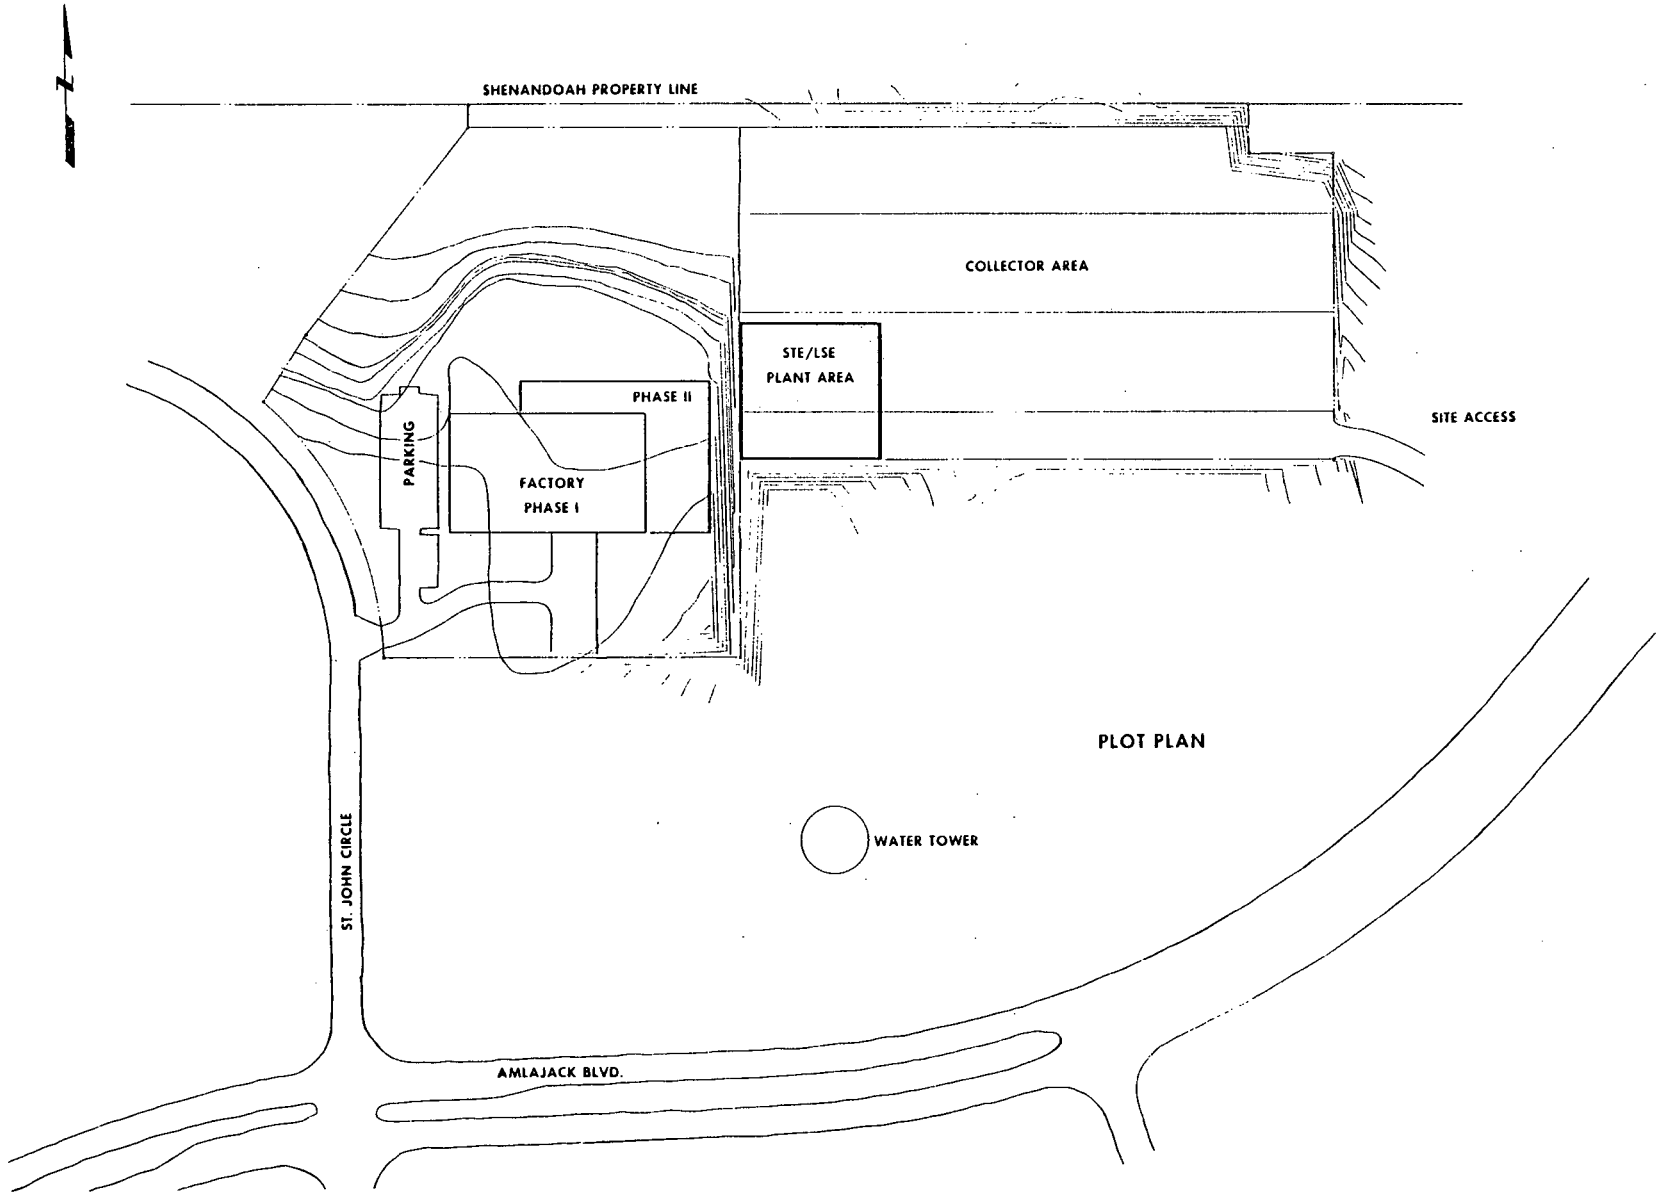 N
SHENANDOAH PROPERTY LINE
COLLECTOR AREA
STE/LSE
PLANT AREA
PHASE II
SITE ACCESS
PARKING
FACTORY
PHASE I
PLOT PLAN
WATER TOWER
ST. JOHN CIRCLE
AMLAJACK BLVD.